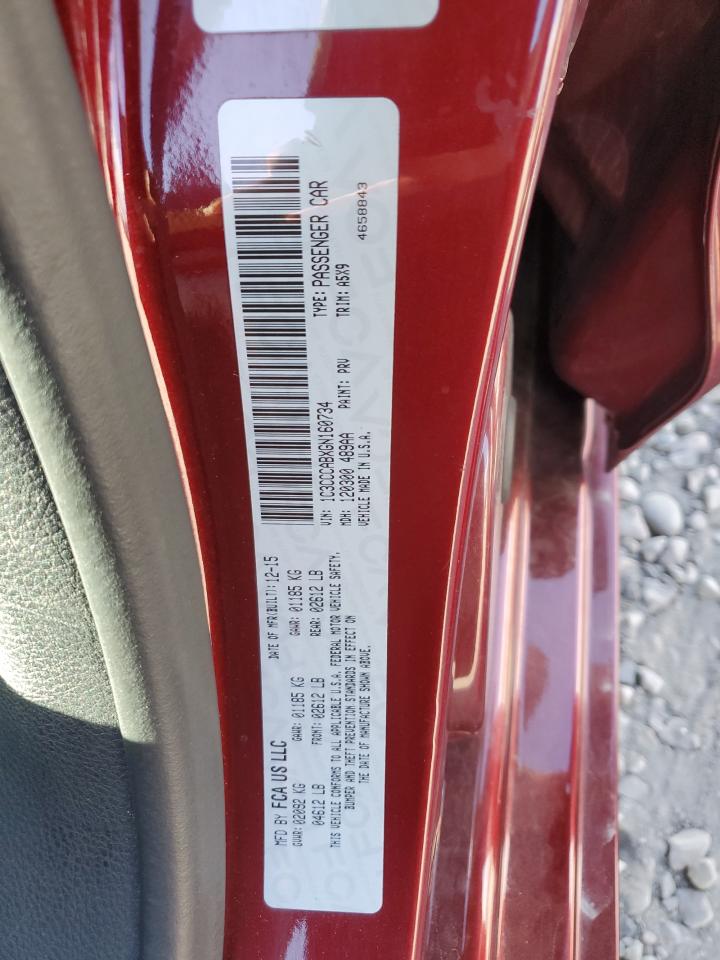 MFD BY FCA US LLC
DATE OF MFR(BUILT): 12-15
GVWR: 02092 KG GAWR: 01185 KG GAWR: 01185 KG
04612 LB FRONT: 02612 LB REAR: 02612 LB
THIS VEHICLE CONFORMS TO ALL APPLICABLE U.S.A. FEDERAL MOTOR VEHICLE SAFETY,
BUMPER AND THEFT PREVENTION STANDARDS IN EFFECT ON
THE DATE OF MANUFACTURE SHOWN ABOVE.
VIN: 1C3CCCABXGN160734 TYPE: PASSENGER CAR
MDH: 120300 489AA PAINT: PRV TRIM: A5X9
VEHICLE MADE IN U.S.A. 4658843